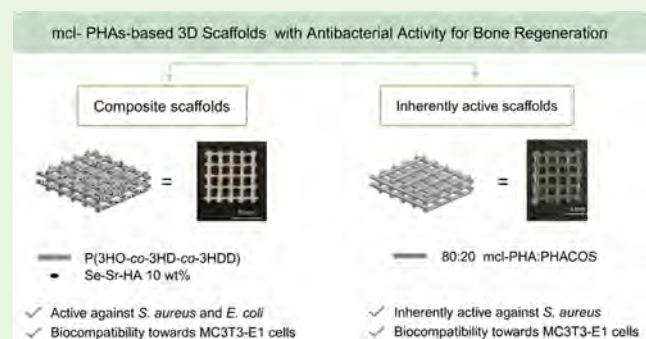 mcl- PHAs-based 3D Scaffolds with Antibacterial Activity for Bone Regeneration
Composite scaffolds
=
P(3HO-co-3HD-co-3HDD)
Se-Sr-HA 10 wt%
✓ Active against S. aureus and E. coli
✓ Biocompatibility towards MC3T3-E1 cells
Inherently active scaffolds
=
80:20 mcl-PHA:PHACOS
✓ Inherently active against S. aureus
✓ Biocompatibility towards MC3T3-E1 cells